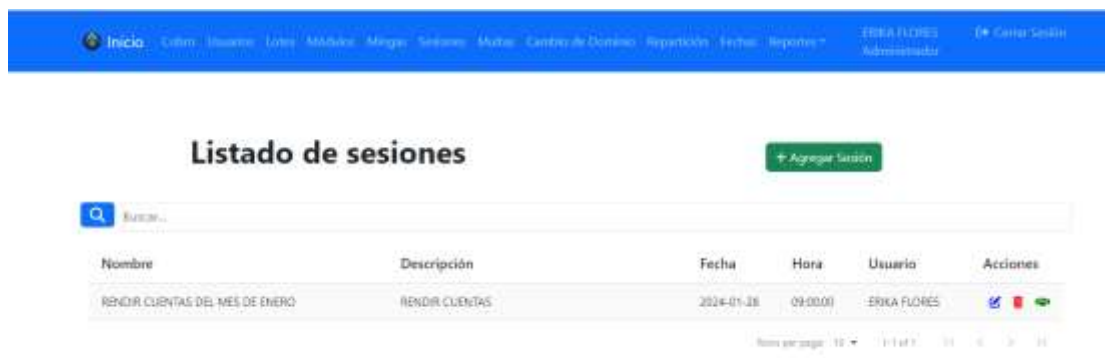 Inicio Cobro Usuarios Lotes Módulos Mingas Sesiones Multas Cambio de Dominio Repartición Fechas Reportes
ERIKA FLORES
Administrador
Cerrar Sesión
Listado de sesiones
+ Agregar Sesión
Buscar...
Nombre Descripción Fecha Hora Usuario Acciones
RENDIR CUENTAS DEL MES DE ENERO RENDIR CUENTAS 2024-01-28 09:00:00 ERIKA FLORES
Rows per page: 10 1-1 of 1